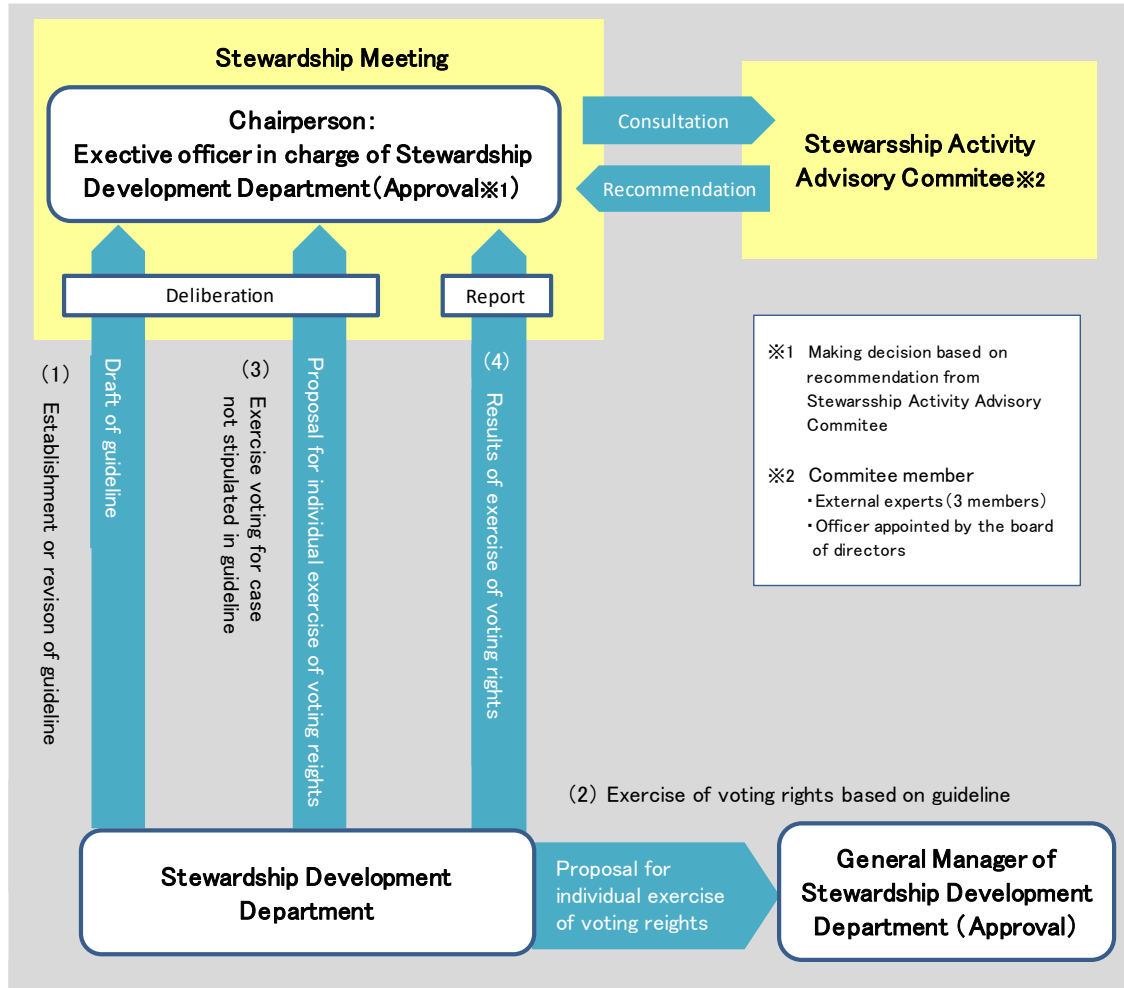 Stewardship Meeting
Chairperson:
Exective officer in charge of Stewardship
Development Department(Approval※1)
Consultation
Recommendation
Stewarsship Activity
Advisory Commitee※2
Deliberation
Report
(1) Establishment or revison of guideline
Draft of guideline
(3) Exercise voting for case
not stipulated in guideline
Proposal for individual exercise of voting reights
(4) Results of exercise of voting rights
※1 Making decision based on
recommendation from
Stewarsship Activity Advisory
Commitee
※2 Commitee member
・External experts(3 members)
・Officer appointed by the board
of directors
(2) Exercise of voting rights based on guideline
Stewardship Development
Department
Proposal for
individual exercise
of voting reights
General Manager of
Stewardship Development
Department (Approval)